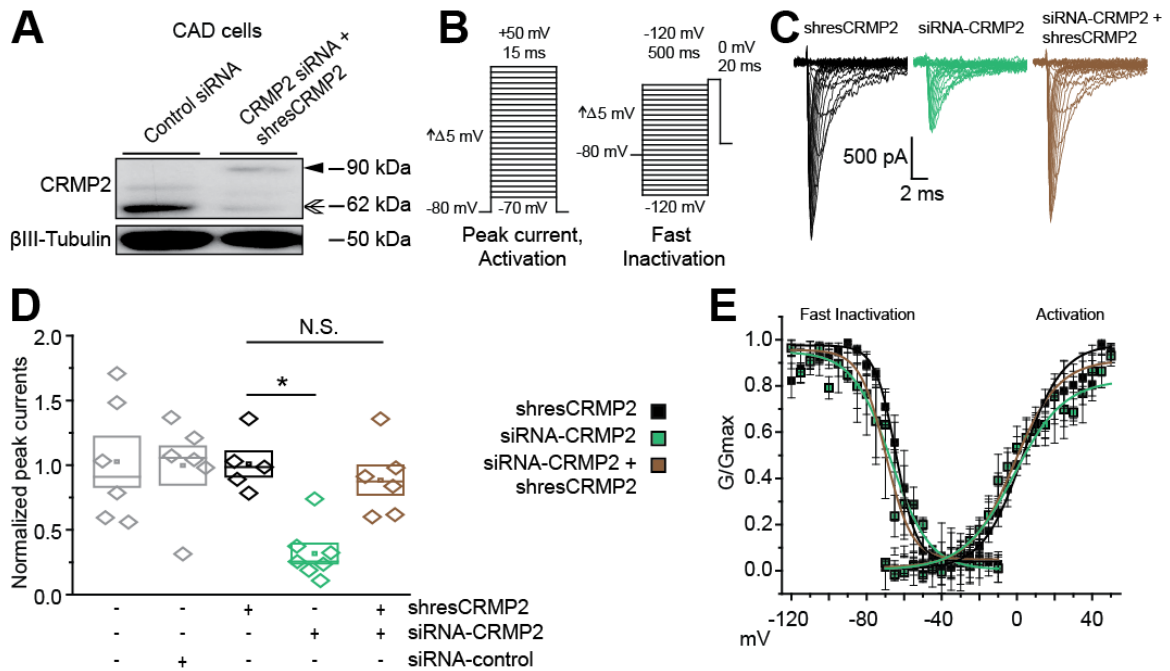 A
CAD cells
Control siRNA
CRMP2 siRNA +
shresCRMP2
CRMP2
90 kDa
62 kDa
βIII-Tubulin
50 kDa
B
+50 mV
15 ms
↑Δ5 mV
-80 mV
-70 mV
Peak current,
Activation
-120 mV
500 ms
0 mV
20 ms
↑Δ5 mV
-80 mV
-120 mV
Fast
Inactivation
C
shresCRMP2
siRNA-CRMP2
siRNA-CRMP2 +
shresCRMP2
500 pA
2 ms
D
Normalized peak currents
2.0
1.5
1.0
0.5
0.0
N.S.
*
- - + - + shresCRMP2
- - - + + siRNA-CRMP2
- + - - - siRNA-control
shresCRMP2
siRNA-CRMP2
siRNA-CRMP2 +
shresCRMP2
E
Fast Inactivation
Activation
G/Gmax
1.0
0.8
0.6
0.4
0.2
0.0
-120 -80 -40 0 40
mV